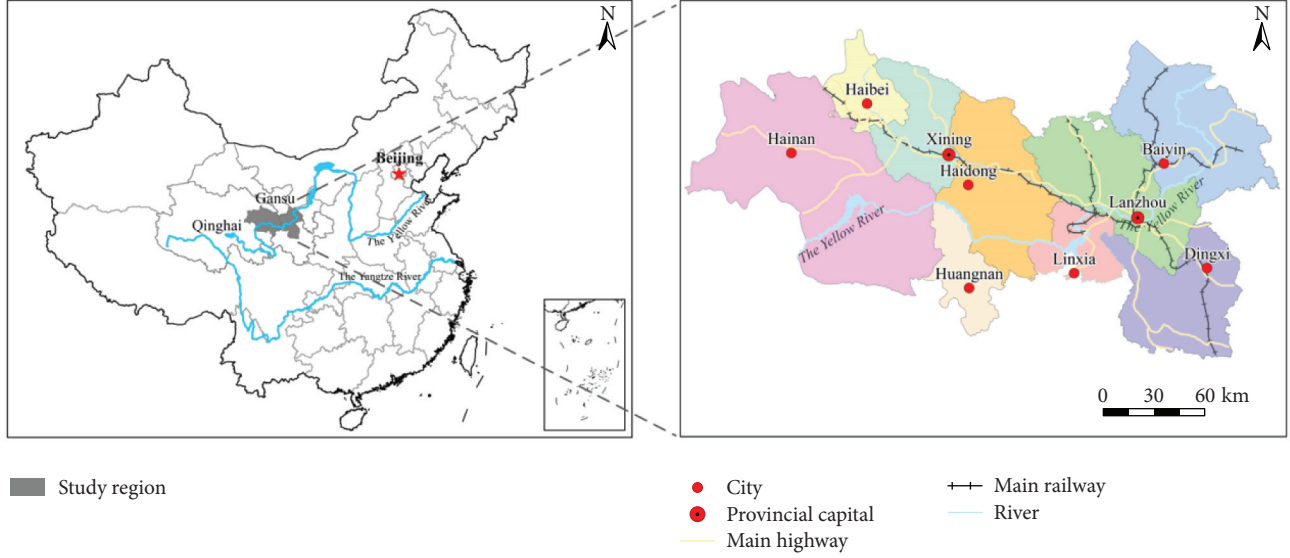 N
Beijing
Gansu
Qinghai
The Yellow River
The Yangtze River
N
Haibei
Hainan
Xining
Haidong
Baiyin
Lanzhou
The Yellow River
The Yellow River
Linxia
Dingxi
Huangnan
0 30 60 km
Study region
City
Provincial capital
Main highway
Main railway
River